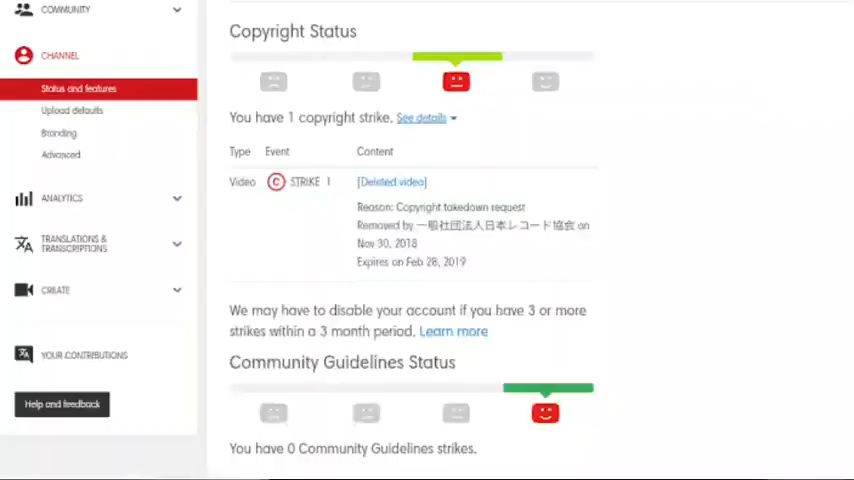 COMMUNITY
CHANNEL
Status and features
Upload defaults
Branding
Advanced
ANALYTICS
TRANSLATIONS &
TRANSCRIPTIONS
CREATE
YOUR CONTRIBUTIONS
Help and feedback
Copyright Status
You have 1 copyright strike. See details
Type Event Content
Video C STRIKE 1 [Deleted video]
Reason: Copyright takedown request
Removed by 一般社団法人日本レコード協会 on
Nov 30, 2018
Expires on Feb 28, 2019
We may have to disable your account if you have 3 or more
strikes within a 3 month period. Learn more
Community Guidelines Status
You have 0 Community Guidelines strikes.